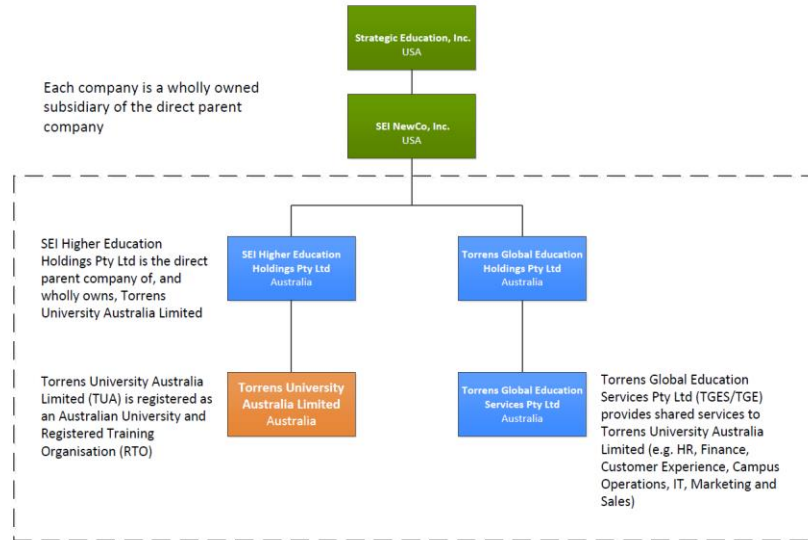 Strategic Education, Inc.
USA
Each company is a wholly owned
subsidiary of the direct parent
company
SEI NewCo, Inc.
USA
SEI Higher Education
Holdings Pty Ltd is the direct
parent company of, and
wholly owns, Torrens
University Australia Limited
SEI Higher Education
Holdings Pty Ltd
Australia
Torrens Global Education
Holdings Pty Ltd
Australia
Torrens University Australia
Limited (TUA) is registered as
an Australian University and
Registered Training
Organisation (RTO)
Torrens University
Australia Limited
Australia
Torrens Global Education
Services Pty Ltd
Australia
Torrens Global Education
Services Pty Ltd (TGES/TGE)
provides shared services to
Torrens University Australia
Limited (e.g. HR, Finance,
Customer Experience, Campus
Operations, IT, Marketing and
Sales)